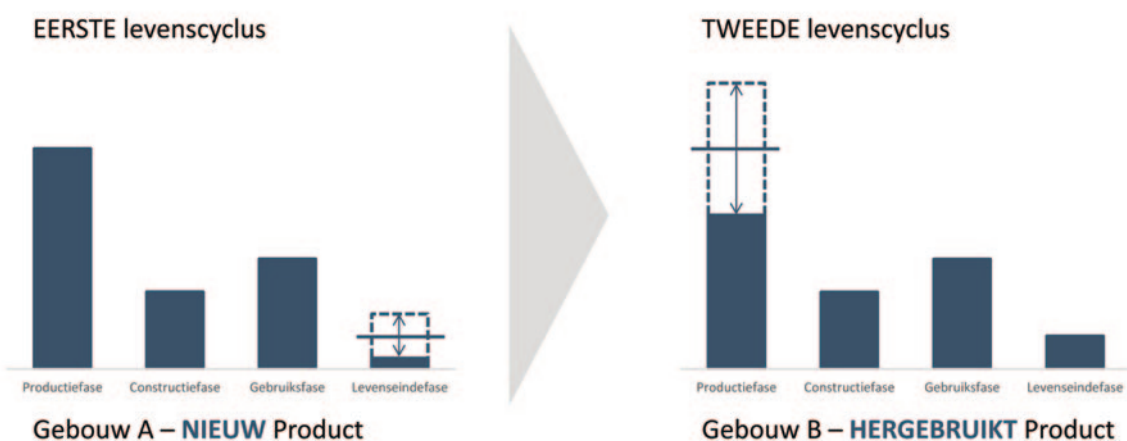 EERSTE levenscyclus
TWEEDE levenscyclus
Productiefase Constructiefase Gebruiksfase Levenseindefase
Productiefase Constructiefase Gebruiksfase Levenseindefase
Gebouw A – NIEUW Product
Gebouw B – HERGEBRUIKT Product